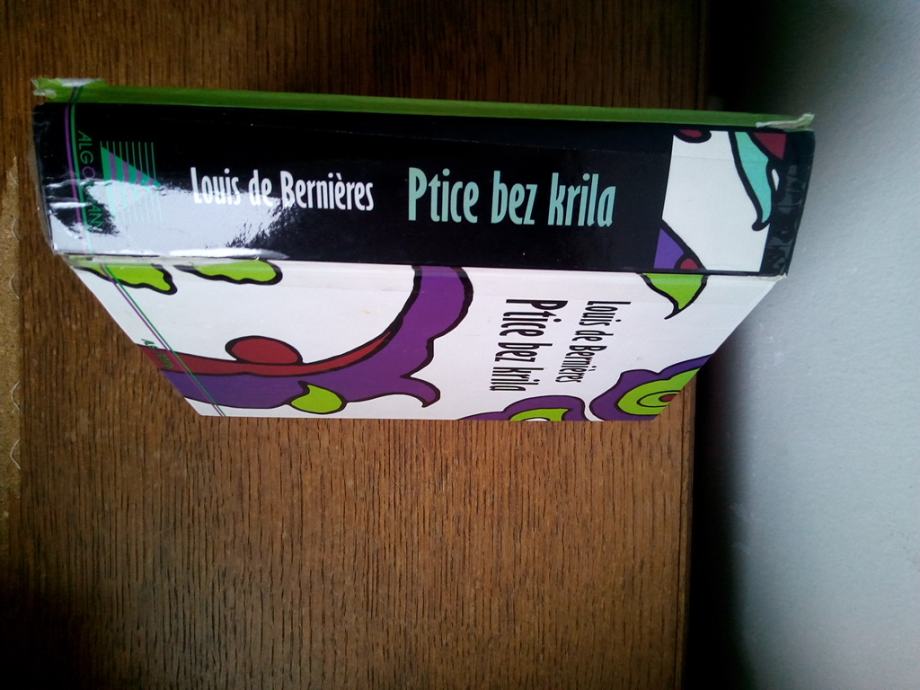 Louis de Bernières
Ptice bez krila
Louis de Bernières
Ptice bez krila